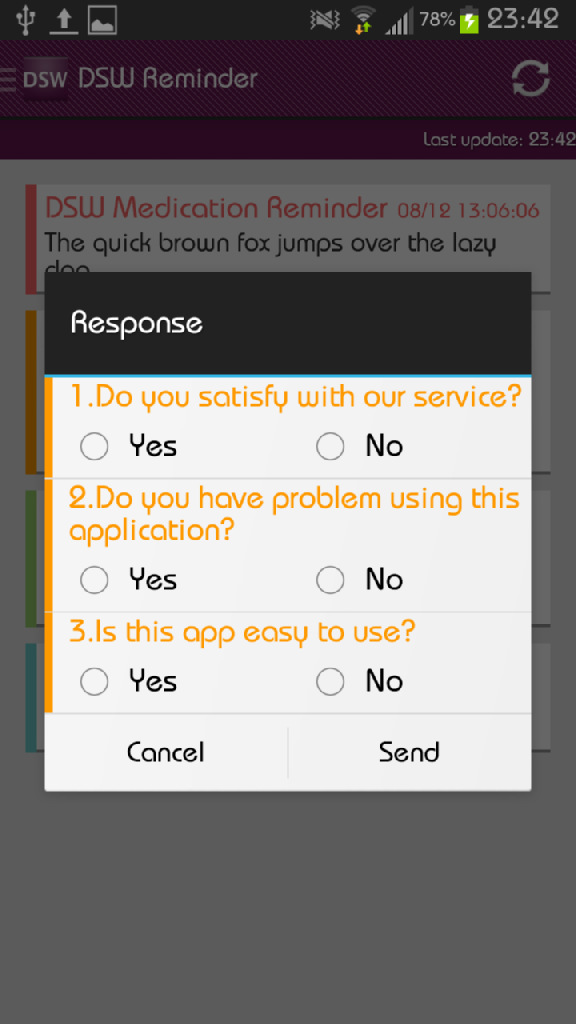 78% 23:42
DSW DSW Reminder
Last update: 23:42
DSW Medication Reminder 08/12 13:06:06
The quick brown fox jumps over the lazy
dog
Response
1.Do you satisfy with our service?
Yes No
2.Do you have problem using this
application?
Yes No
3.Is this app easy to use?
Yes No
Cancel Send